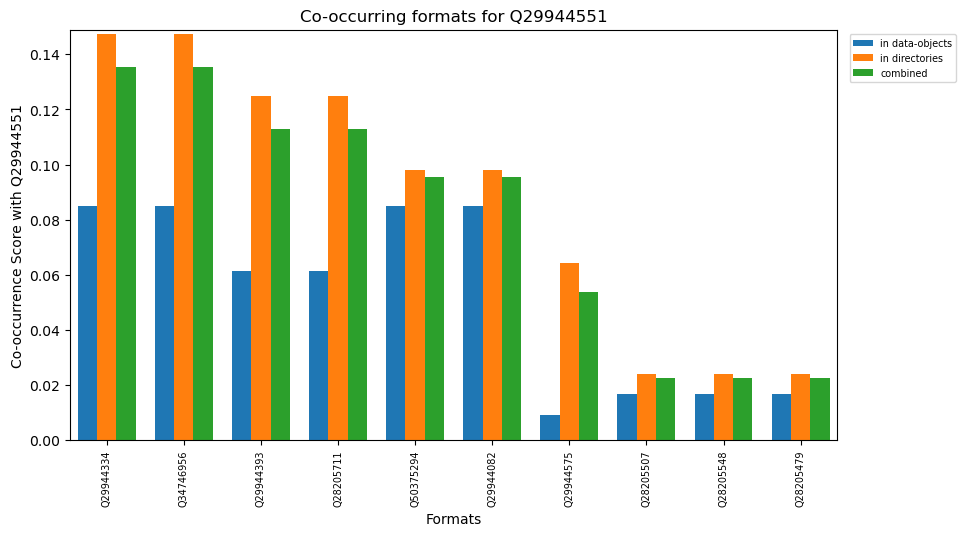 Co-occurring formats for Q29944551
Co-occurrence Score with Q29944551
0.14
0.12
0.10
0.08
0.06
0.04
0.02
0.00
Q29944334
Q34746956
Q29944393
Q28205711
Q50375294
Q29944082
Q29944575
Q28205507
Q28205548
Q28205479
Formats
in data-objects
in directories
combined